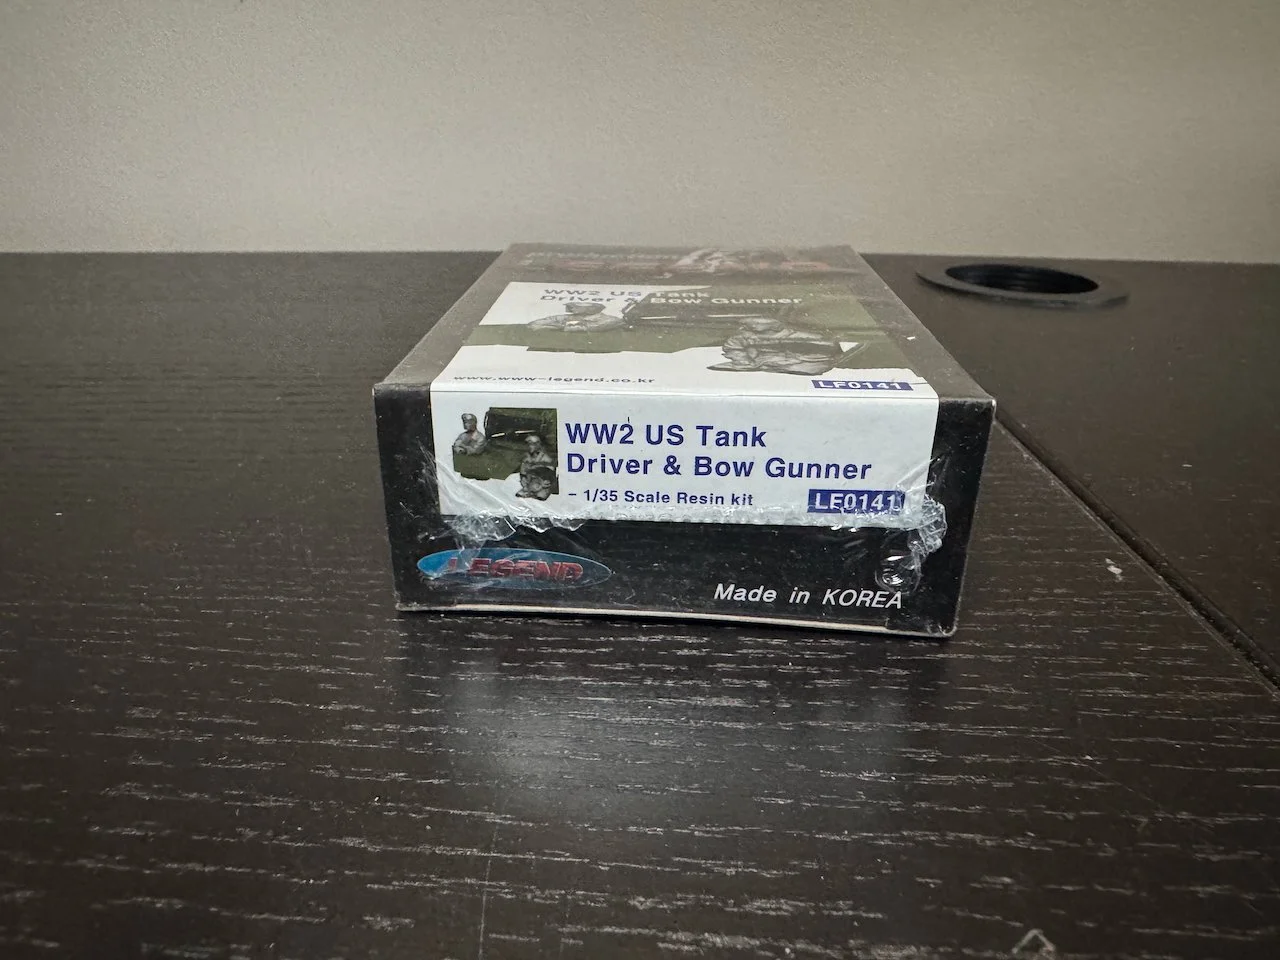 WW2 US Tank
Driver & Bow Gunner
www.www-legend.co.kr
LF0141
WW2 US Tank
Driver & Bow Gunner
- 1/35 Scale Resin kit
LF0141
LEGEND
Made in KOREA